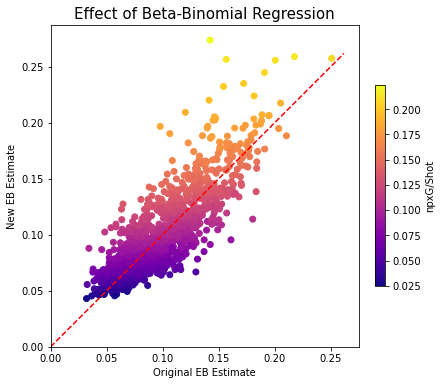 Effect of Beta-Binomial Regression
0.25
0.20
0.15
0.10
0.05
0.00
New EB Estimate
0.00 0.05 0.10 0.15 0.20 0.25
Original EB Estimate
0.200
0.175
0.150
0.125
0.100
0.075
0.050
0.025
npxG/Shot